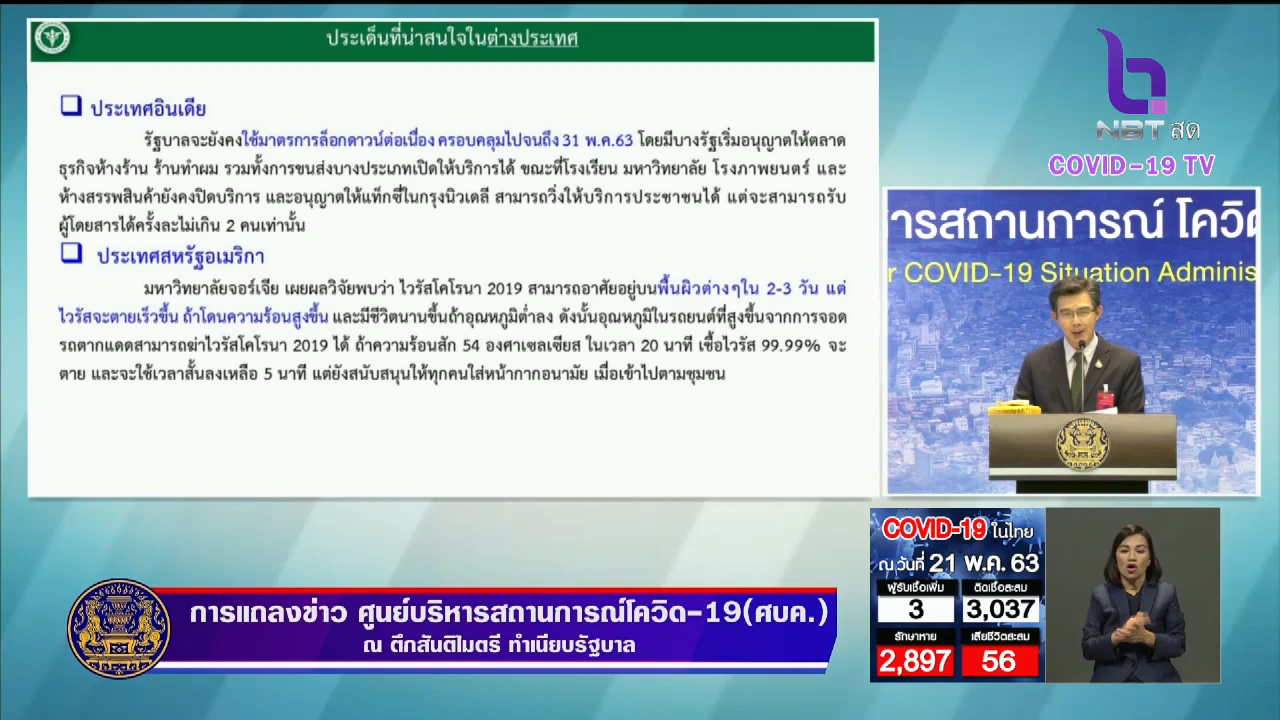 ประเด็นที่น่าสนใจในต่างประเทศ
ประเทศอินเดีย
รัฐบาลจะยังคงใช้มาตรการล็อกดาวน์ต่อเนื่อง ครอบคลุมไปจนถึง 31 พ.ค.63 โดยมีบางรัฐเริ่มอนุญาตให้ตลาด
ธุรกิจห้างร้าน ร้านทำผม รวมทั้งการขนส่งบางประเภทเปิดให้บริการได้ ขณะที่โรงเรียน มหาวิทยาลัย โรงภาพยนตร์ และ
ห้างสรรพสินค้ายังคงปิดบริการ และอนุญาตให้แท็กซี่ในกรุงนิวเดลี สามารถวิ่งให้บริการประชาชนได้ แต่จะสามารถรับ
ผู้โดยสารได้ครั้งละไม่เกิน 2 คนเท่านั้น
ประเทศสหรัฐอเมริกา
มหาวิทยาลัยจอร์เจีย เผยผลวิจัยพบว่า ไวรัสโคโรนา 2019 สามารถอาศัยอยู่บนพื้นผิวต่างๆใน 2-3 วัน แต่
ไวรัสจะตายเร็วขึ้น ถ้าโดนความร้อนสูงขึ้น และมีชีวิตนานขึ้นถ้าอุณหภูมิต่ำลง ดังนั้นอุณหภูมิในรถยนต์ที่สูงขึ้นจากการจอด
รถตากแดดสามารถฆ่าไวรัสโคโรนา 2019 ได้ ถ้าความร้อนสัก 54 องศาเซลเซียส ในเวลา 20 นาที เชื้อไวรัส 99.99% จะ
ตาย และจะใช้เวลาสั้นลงเหลือ 5 นาที แต่ยังสนับสนุนให้ทุกคนใส่หน้ากากอนามัย เมื่อเข้าไปตามชุมชน
NBT สด
COVID-19 TV
ารสถานการณ์ โควิด
r COVID-19 Situation Adminis
COVID-19 ในไทย
ณ วันที่ 21 พ.ค. 63
ผู้รับเชื้อเพิ่ม ติดเชื้อสะสม
3 3,037
รักษาหาย เสียชีวิตสะสม
2,897 56
การแถลงข่าว ศูนย์บริหารสถานการณ์โควิด-19(ศบค.)
ณ ตึกสันติไมตรี ทำเนียบรัฐบาล